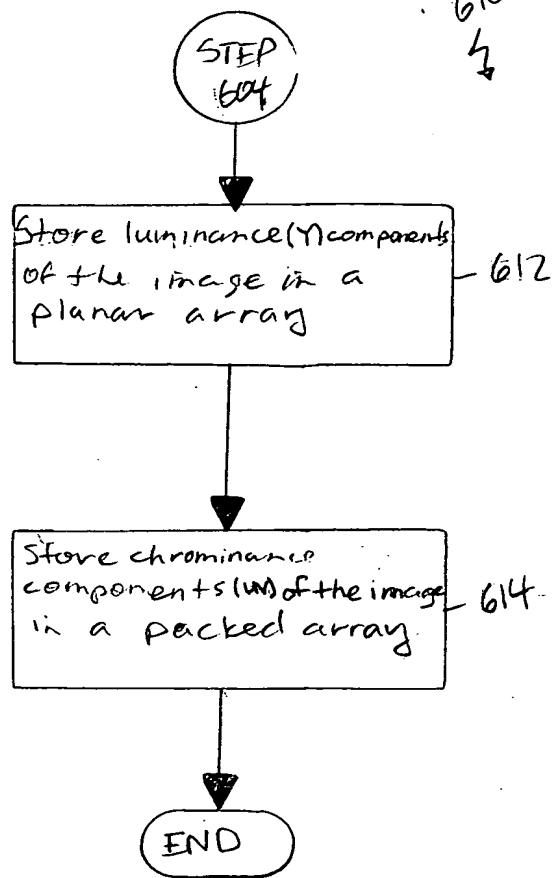 STEP
604
Store luminance (Y) components
of the image in a
planar array
612
Store chrominance
components (UV) of the image
in a packed array
614
END